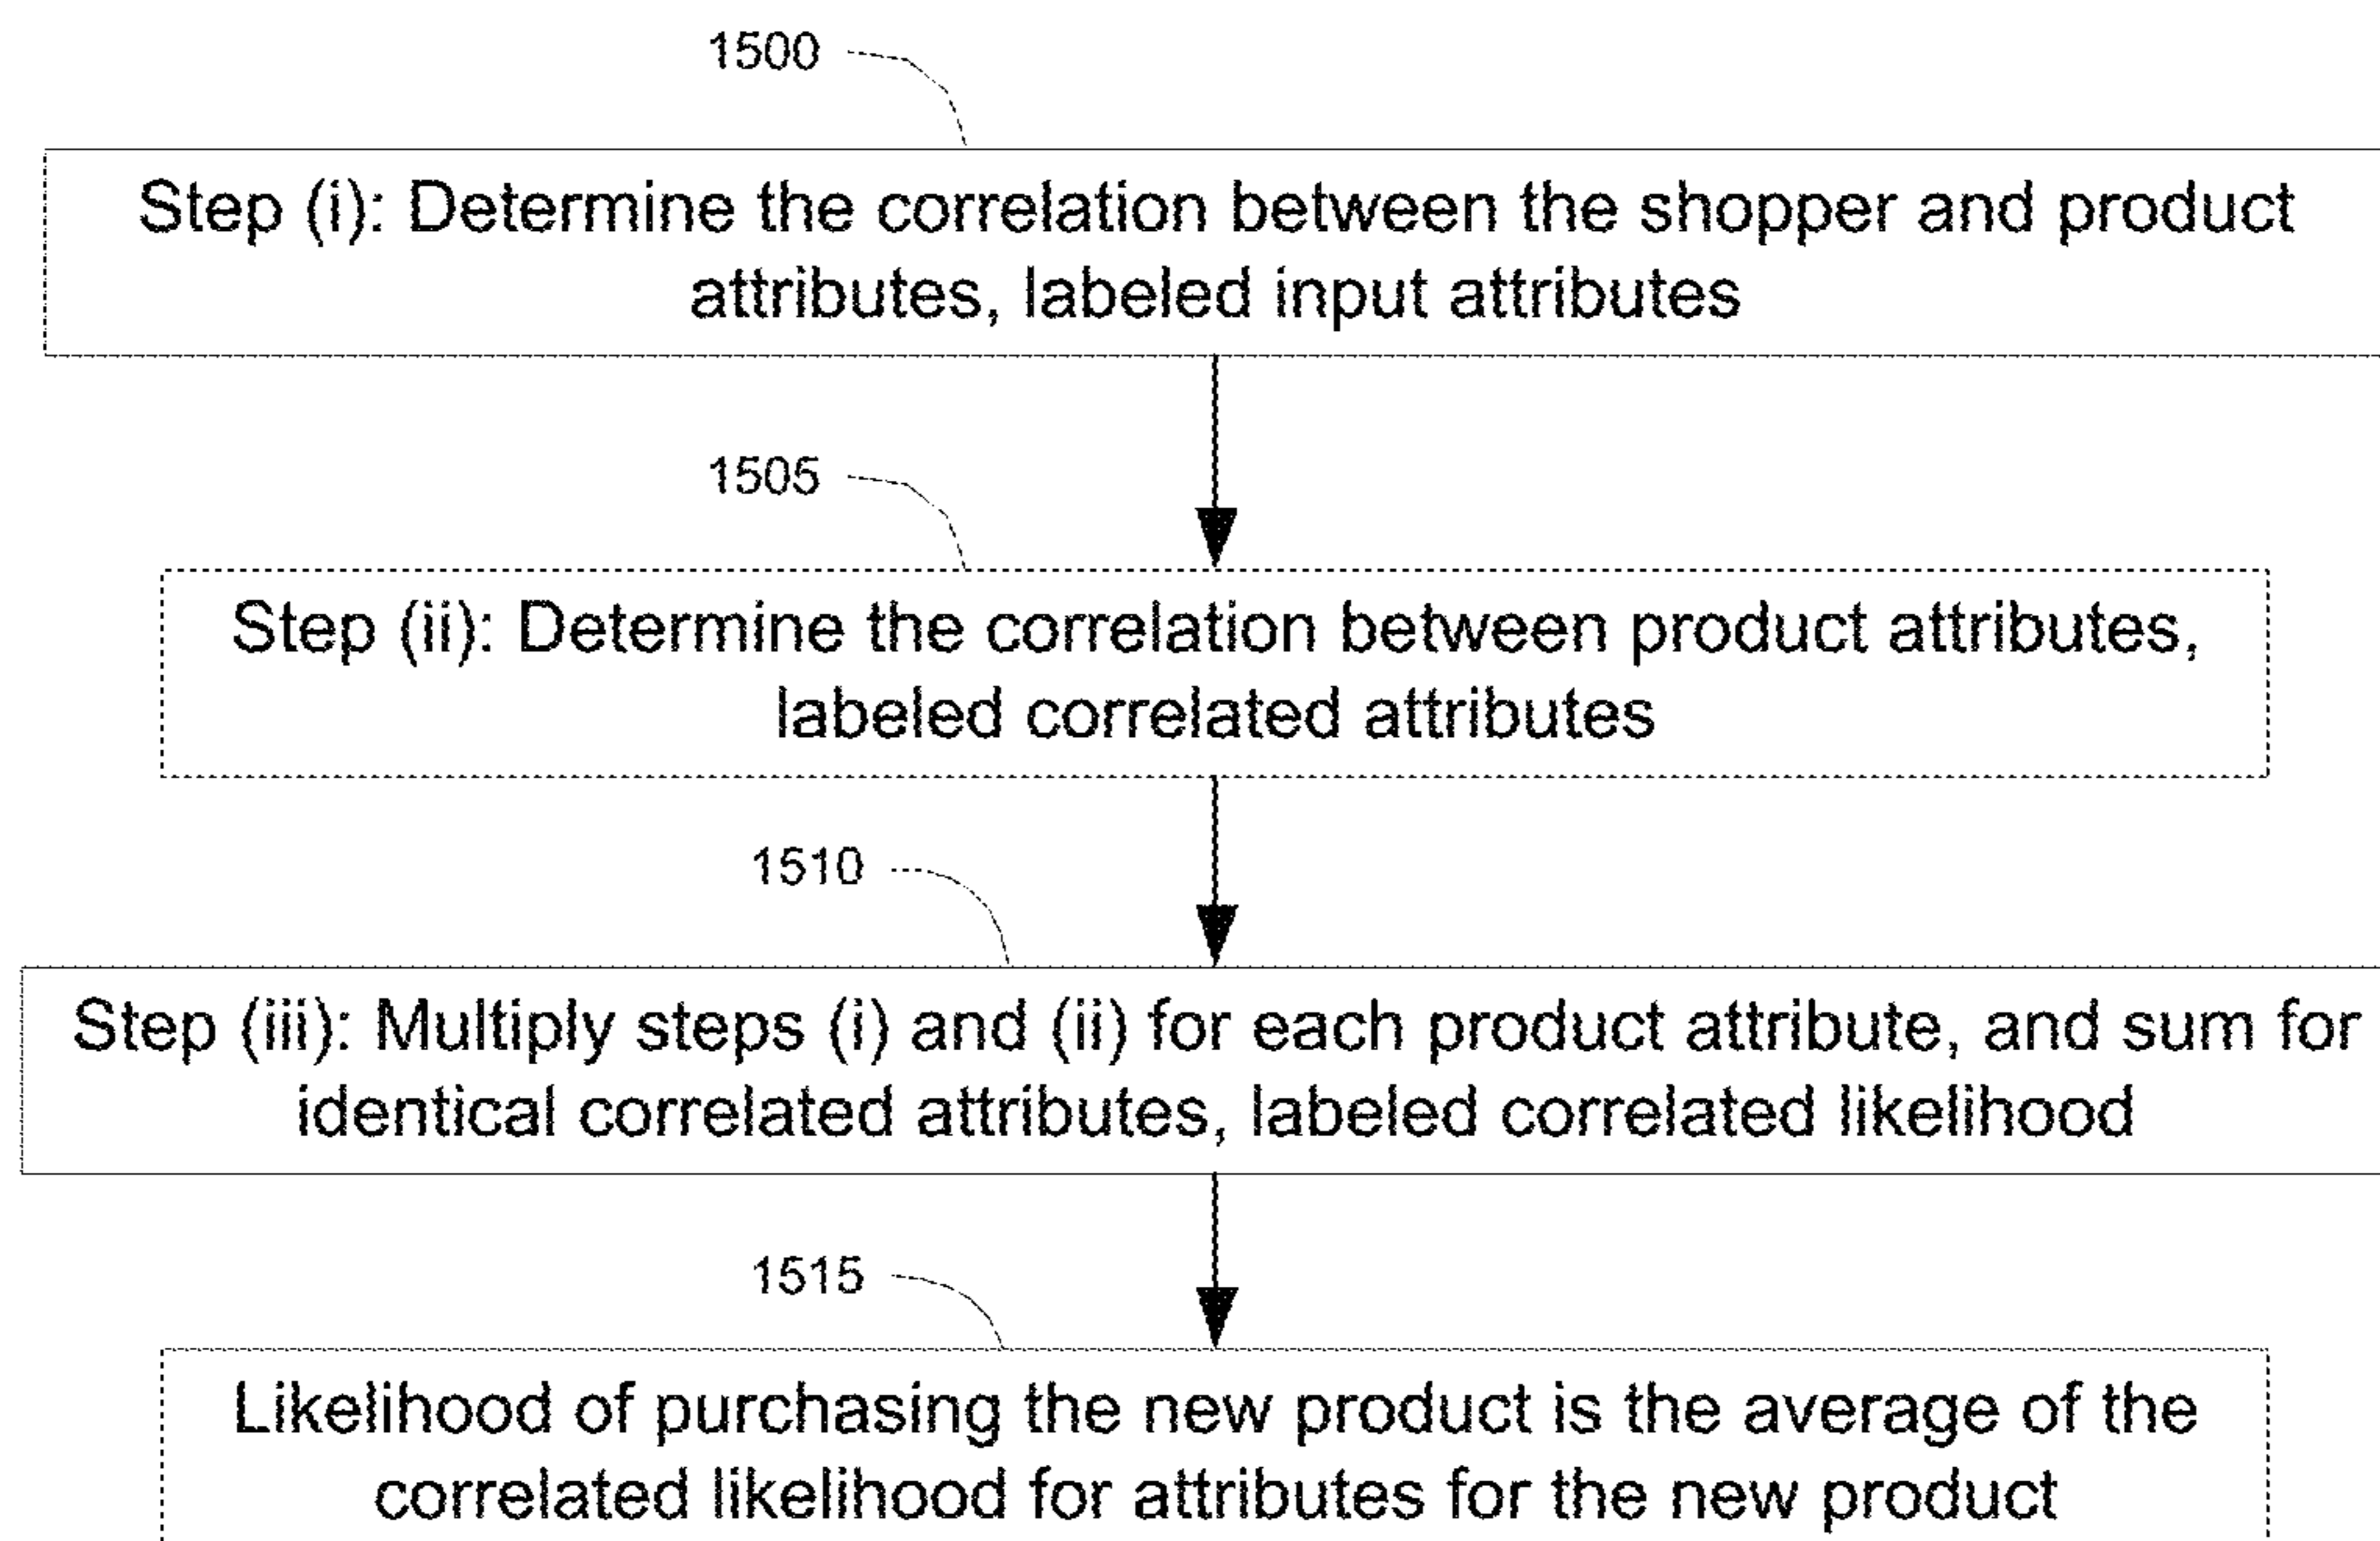 1500
Step (i): Determine the correlation between the shopper and product
attributes, labeled input attributes
1505
Step (ii): Determine the correlation between product attributes,
labeled correlated attributes
1510
Step (iii): Multiply steps (i) and (ii) for each product attribute, and sum for
identical correlated attributes, labeled correlated likelihood
1515
Likelihood of purchasing the new product is the average of the
correlated likelihood for attributes for the new product